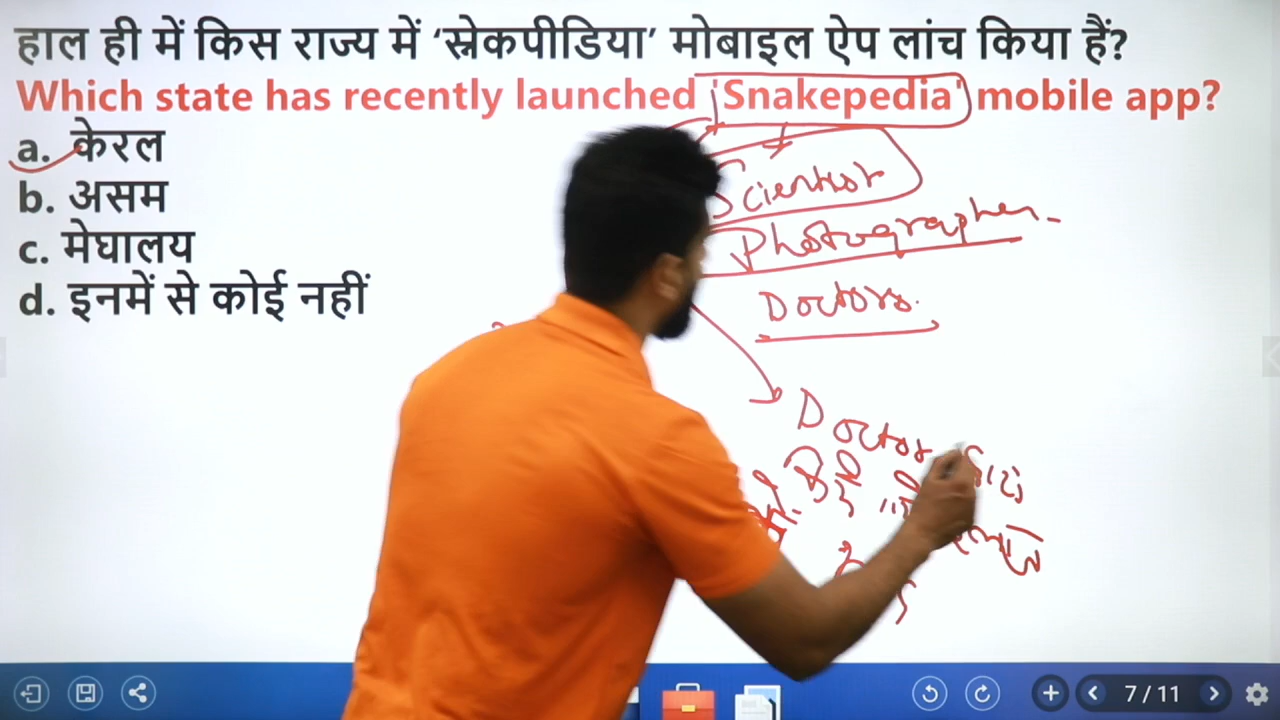 हाल ही में किस राज्य में ‘स्नेकपीडिया’ मोबाइल ऐप लांच किया हैं?
Which state has recently launched 'Snakepedia' mobile app?
a. केरल
b. असम
c. मेघालय
d. इनमें से कोई नहीं
Scientist
Photographer
Doctors
Doctor
7 / 11